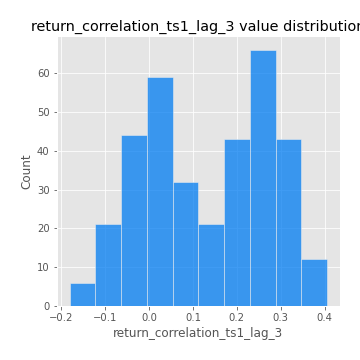 return_correlation_ts1_lag_3 value distribution
Count
60
50
40
30
20
10
0
−0.2 −0.1 0.0 0.1 0.2 0.3 0.4
return_correlation_ts1_lag_3